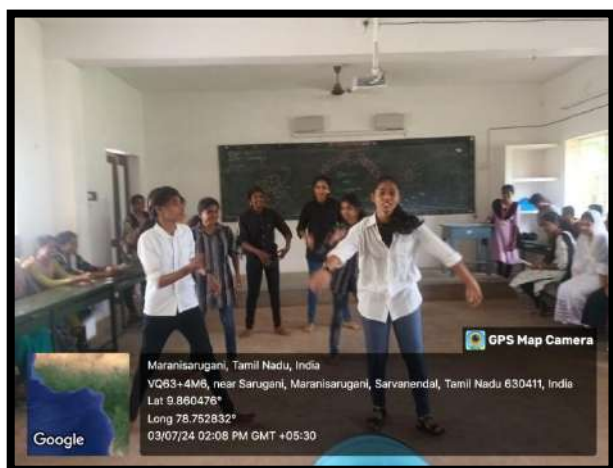 GPS Map Camera
Maranisarugani, Tamil Nadu, India
VQ63+4M6, near Sarugani, Maranisarugani, Sarvanendal, Tamil Nadu 630411, India
Lat 9.860476°
Long 78.752832°
03/07/24 02:08 PM GMT +05:30
Google